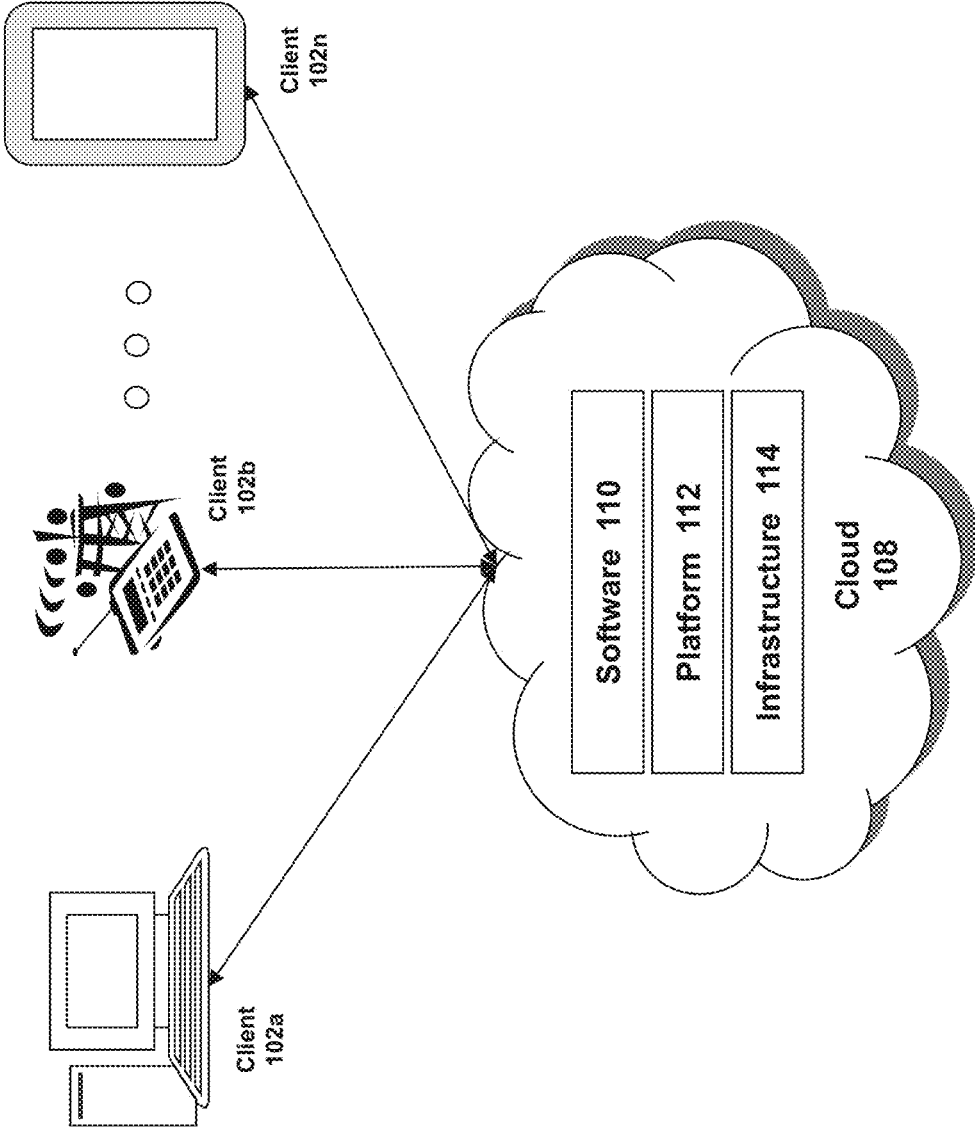 Client
102a
Client
102b
Client
102n
Software 110
Platform 112
Infrastructure 114
Cloud
108